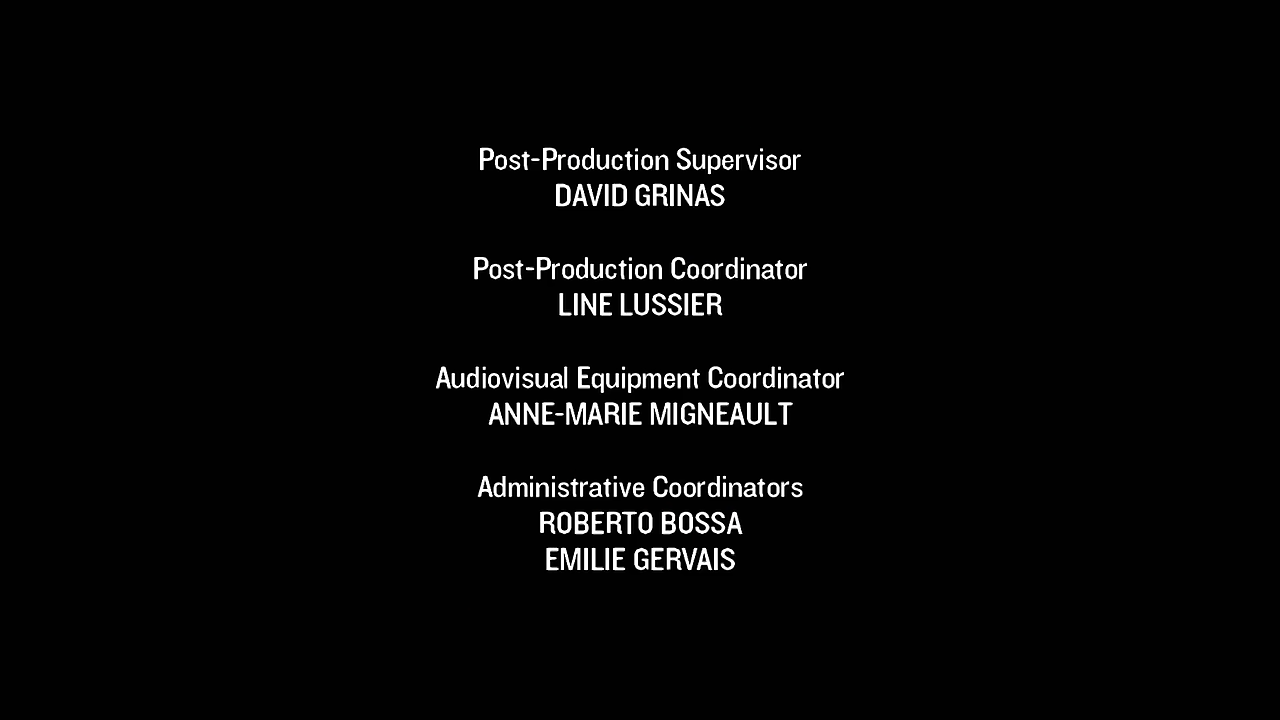 Post-Production Supervisor
DAVID GRINAS
Post-Production Coordinator
LINE LUSSIER
Audiovisual Equipment Coordinator
ANNE-MARIE MIGNEAULT
Administrative Coordinators
ROBERTO BOSSA
EMILIE GERVAIS